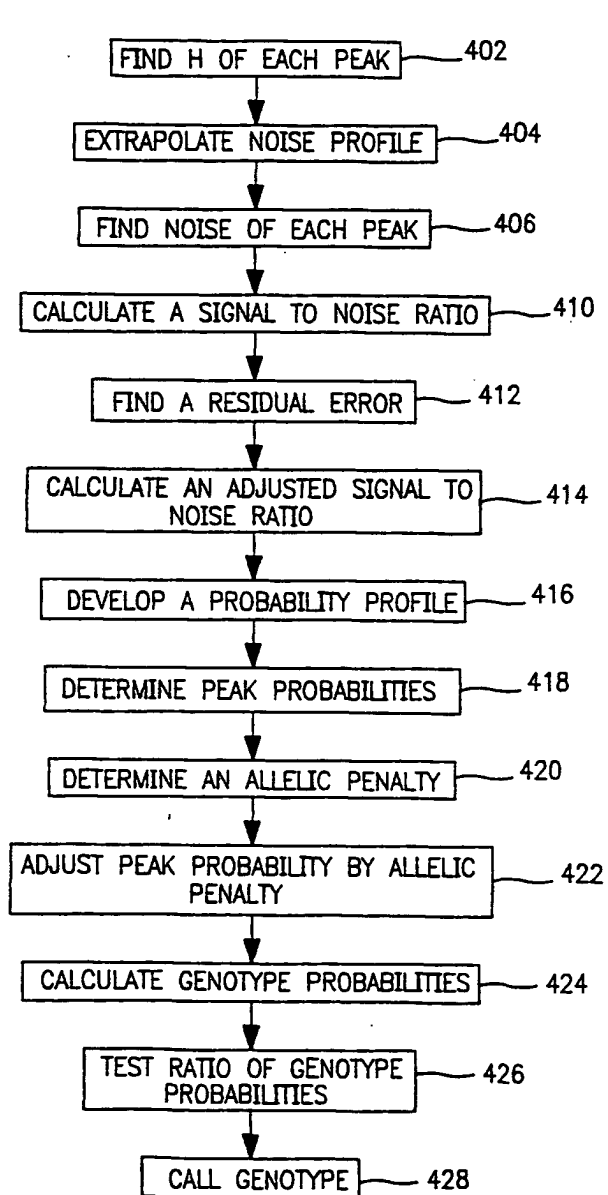 FIND H OF EACH PEAK 402
EXTRAPOLATE NOISE PROFILE 404
FIND NOISE OF EACH PEAK 406
CALCULATE A SIGNAL TO NOISE RATIO 410
FIND A RESIDUAL ERROR 412
CALCULATE AN ADJUSTED SIGNAL TO
NOISE RATIO 414
DEVELOP A PROBABILITY PROFILE 416
DETERMINE PEAK PROBABILITIES 418
DETERMINE AN ALLELIC PENALTY 420
ADJUST PEAK PROBABILITY BY ALLELIC
PENALTY 422
CALCULATE GENOTYPE PROBABILITIES 424
TEST RATIO OF GENOTYPE
PROBABILITIES 426
CALL GENOTYPE 428